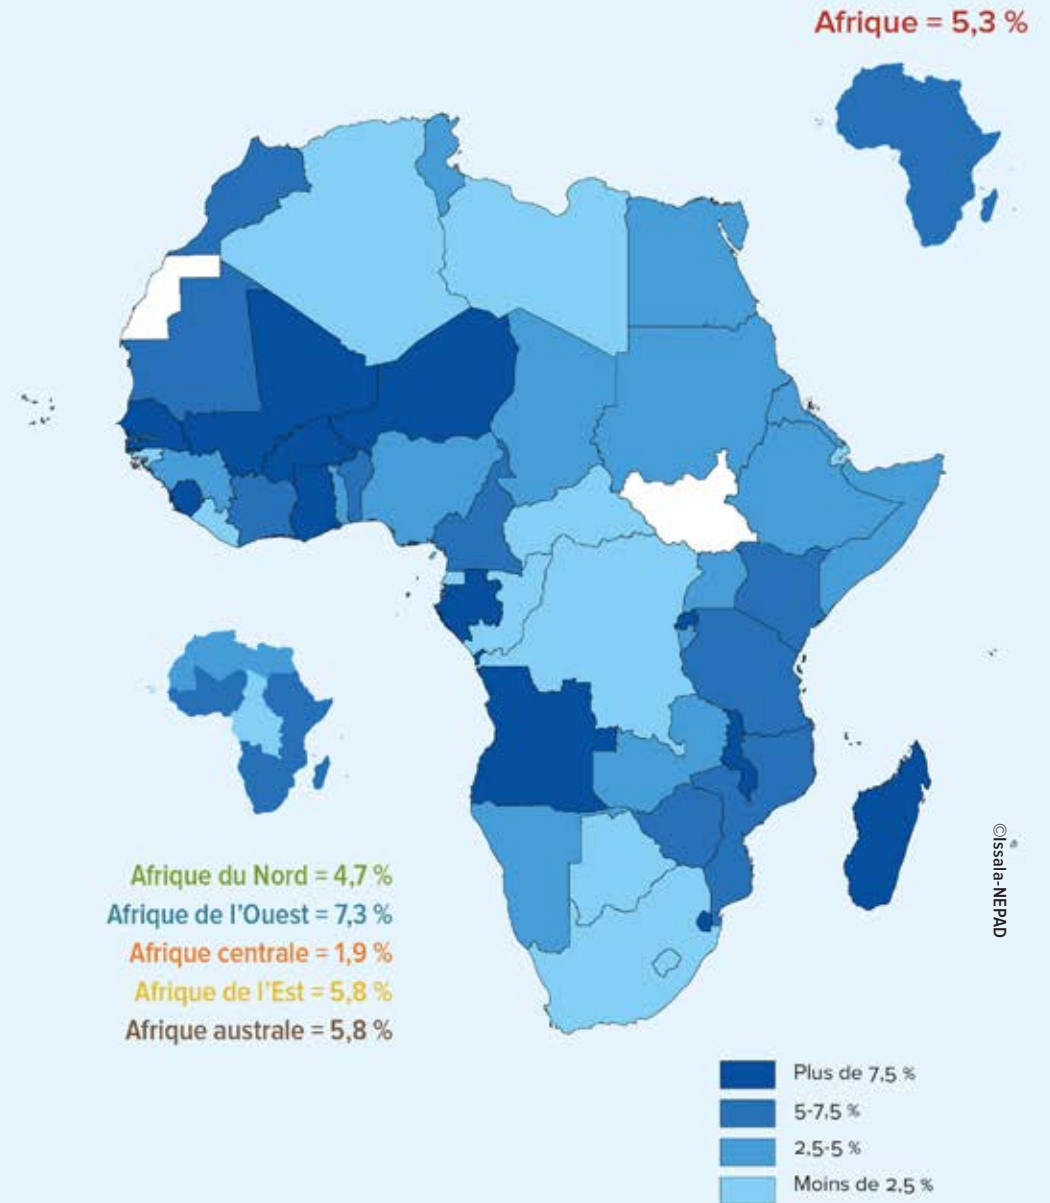 Afrique = 5,3 %
Afrique du Nord = 4,7 %
Afrique de l'Ouest = 7,3 %
Afrique centrale = 1,9 %
Afrique de l'Est = 5,8 %
Afrique australe = 5,8 %
©Issala-NEPAD
Plus de 7,5 %
5-7,5 %
2,5-5 %
Moins de 2,5 %